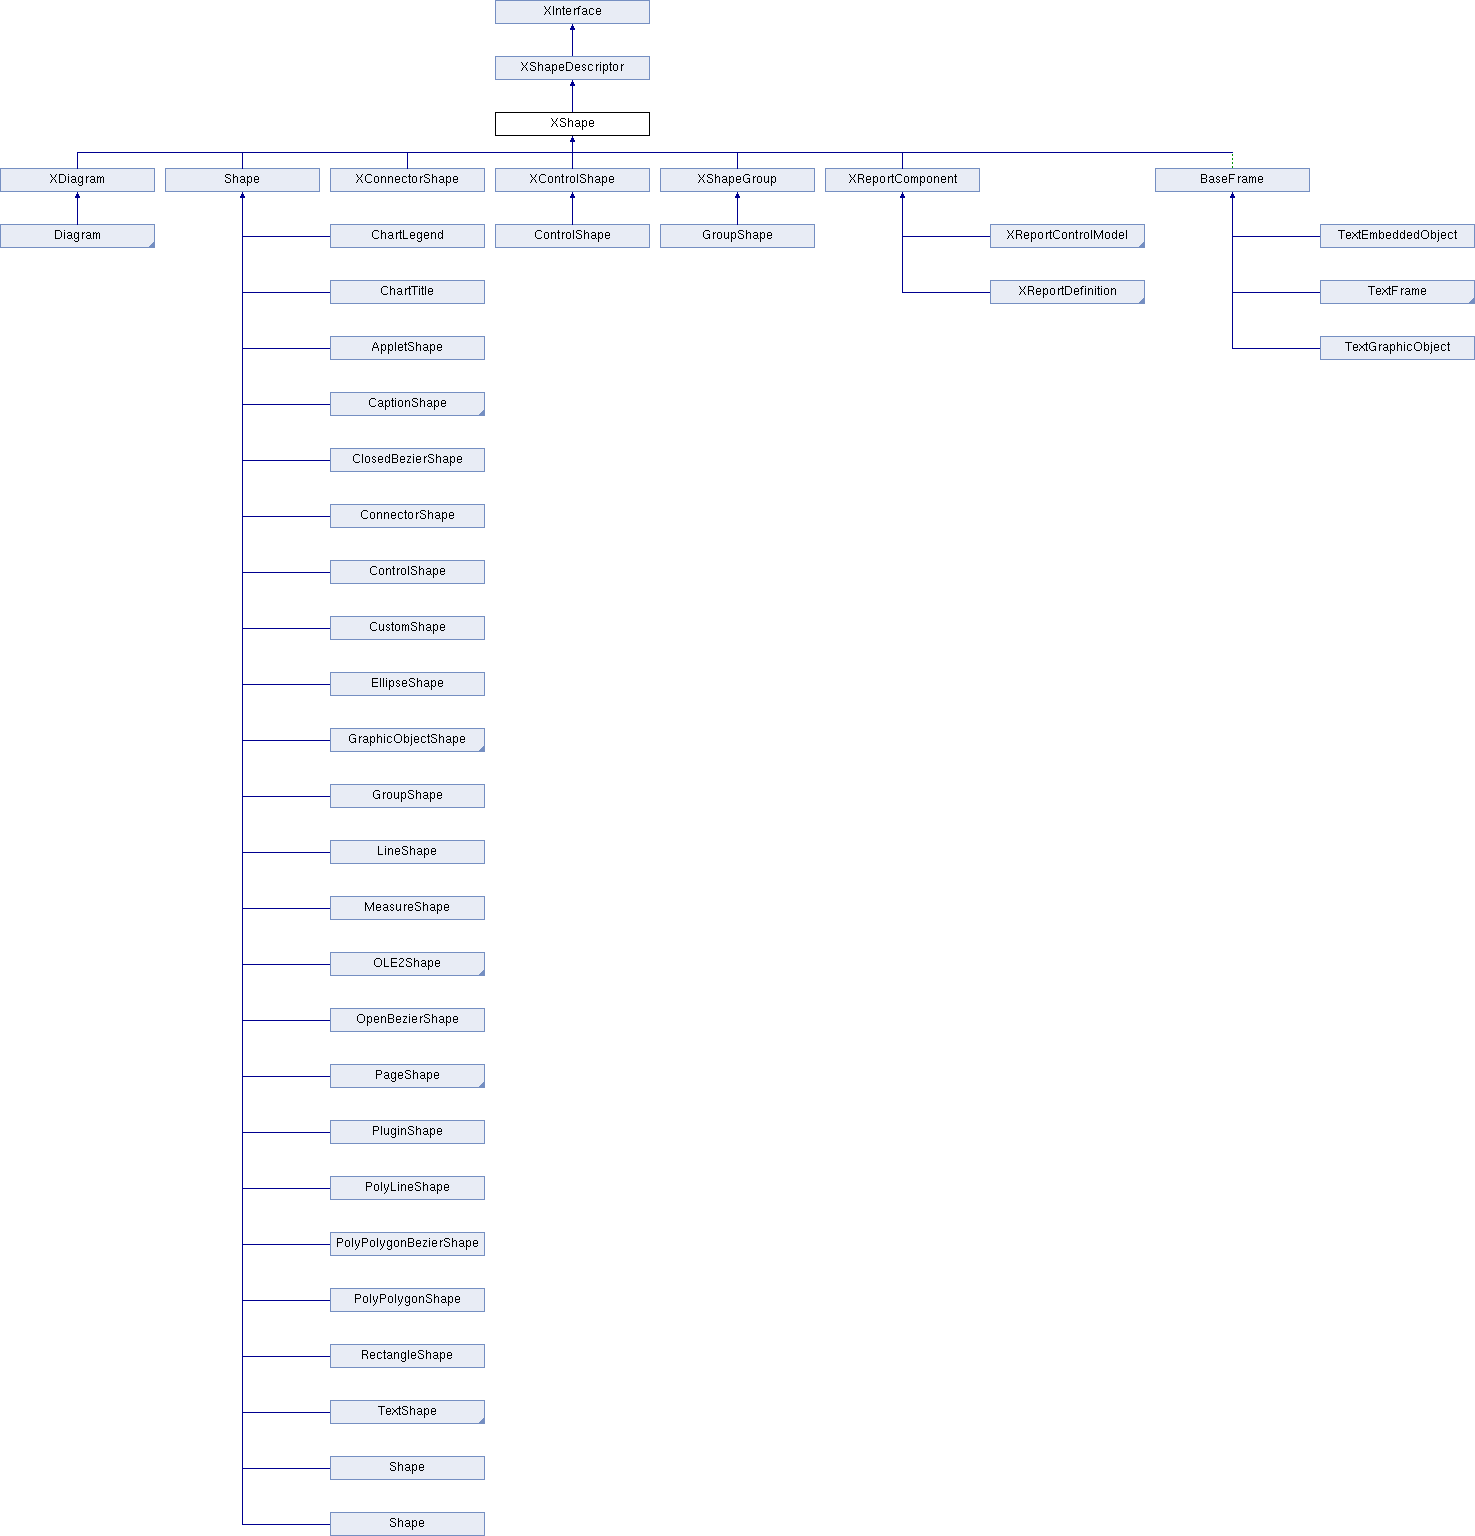 XInterface
XShapeDescriptor
XShape
XDiagram
Shape
XConnectorShape
XControlShape
XShapeGroup
XReportComponent
BaseFrame
Diagram
ChartLegend
ControlShape
GroupShape
XReportControlModel
TextEmbeddedObject
ChartTitle
XReportDefinition
TextFrame
AppletShape
TextGraphicObject
CaptionShape
ClosedBezierShape
ConnectorShape
ControlShape
CustomShape
EllipseShape
GraphicObjectShape
GroupShape
LineShape
MeasureShape
OLE2Shape
OpenBezierShape
PageShape
PluginShape
PolyLineShape
PolyPolygonBezierShape
PolyPolygonShape
RectangleShape
TextShape
Shape
Shape